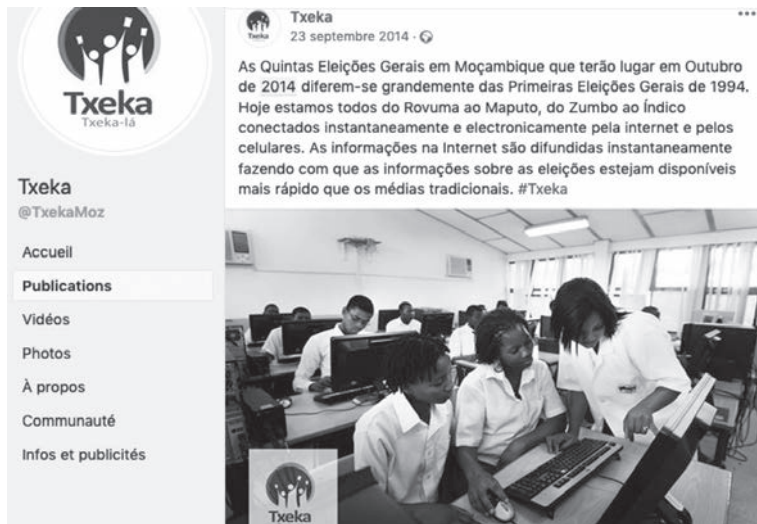 Txeka
Txeka-lá
Txeka
@TxekaMoz
Accueil
Publications
Vidéos
Photos
À propos
Communauté
Infos et publicités
Txeka
Txeka
23 septembre 2014 ·
As Quintas Eleições Gerais em Moçambique que terão lugar em Outubro
de 2014 diferem-se grandemente das Primeiras Eleições Gerais de 1994.
Hoje estamos todos do Rovuma ao Maputo, do Zumbo ao Índico
conectados instantaneamente e electronicamente pela internet e pelos
celulares. As informações na Internet são difundidas instantaneamente
fazendo com que as informações sobre as eleições estejam disponíveis
mais rápido que os médias tradicionais. #Txeka
Txeka